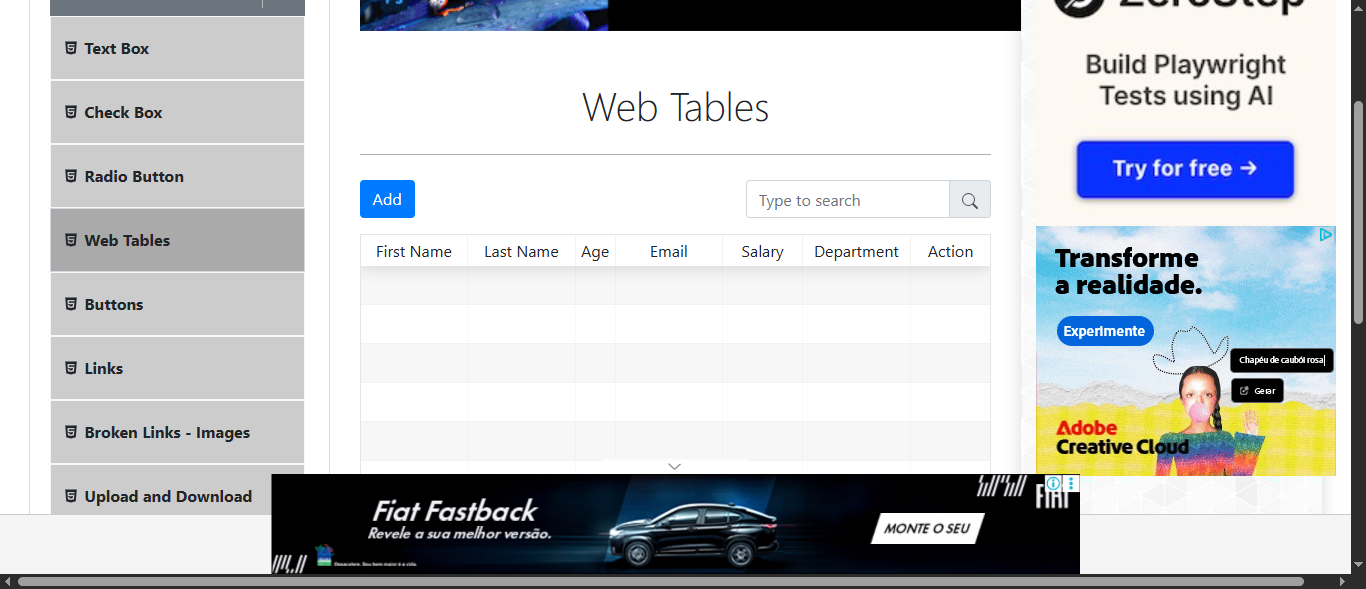 Text Box
Check Box
Radio Button
Web Tables
Buttons
Links
Broken Links - Images
Upload and Download
Web Tables
Add
Type to search
First Name Last Name Age Email Salary Department Action
ZeroStep
Build Playwright
Tests using AI
Try for free →
Transforme
a realidade.
Experimente
Chapéu de caubói rosa
Gerar
Adobe
Creative Cloud
Fiat Fastback
Revele a sua melhor versão.
Desacelere. Seu bem maior é a vida.
MONTE O SEU
FIAT